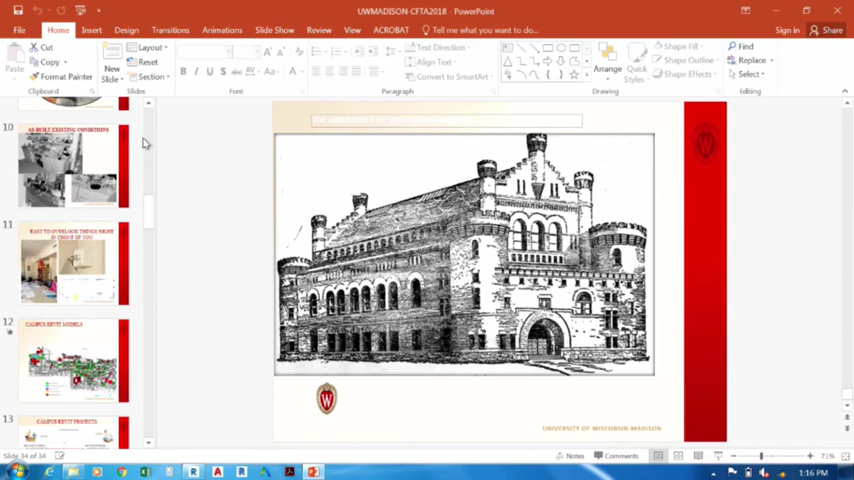 UWMADISON-CFTA2018 - PowerPoint
File Home Insert Design Transitions Animations Slide Show Review View ACROBAT Tell me what you want to do... Sign in Share
Cut
Copy
Format Painter
Paste
Clipboard
New
Slide
Layout
Reset
Section
Slides
B I U S abc AV Aa A
Font
Text Direction
Align Text
Convert to SmartArt
Paragraph
Arrange
Quick
Styles
Shape Fill
Shape Outline
Shape Effects
Drawing
Find
Replace
Select
Editing
10
AS-BUILT EXISTING CONDITIONS
11
EASY TO OVERLOOK THINGS RIGHT
IN FRONT OF YOU
12
CAMPUS REVIT MODELS
13
CAMPUS REVIT PROJECTS
W
UNIVERSITY OF WISCONSIN-MADISON
Slide 34 of 34
Notes
Comments
71%
1:16 PM